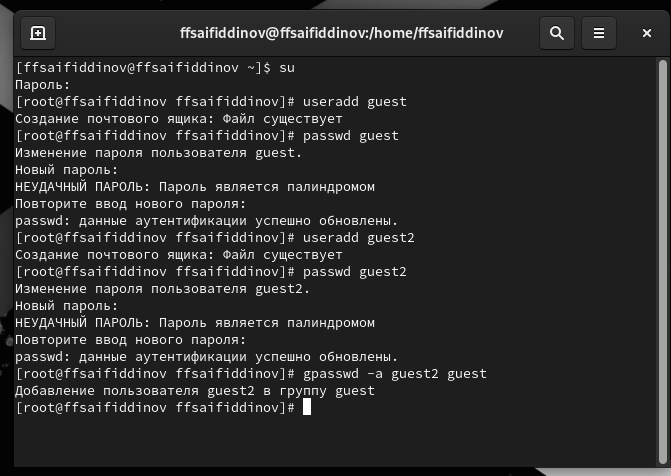 ffsaifiddinov@ffsaifiddinov:/home/ffsaifiddinov
[ffsaifiddinov@ffsaifiddinov ~]$ su
Пароль:
[root@ffsaifiddinov ffsaifiddinov]# useradd guest
Создание почтового ящика: Файл существует
[root@ffsaifiddinov ffsaifiddinov]# passwd guest
Изменение пароля пользователя guest.
Новый пароль:
НЕУДАЧНЫЙ ПАРОЛЬ: Пароль является палиндромом
Повторите ввод нового пароля:
passwd: данные аутентификации успешно обновлены.
[root@ffsaifiddinov ffsaifiddinov]# useradd guest2
Создание почтового ящика: Файл существует
[root@ffsaifiddinov ffsaifiddinov]# passwd guest2
Изменение пароля пользователя guest2.
Новый пароль:
НЕУДАЧНЫЙ ПАРОЛЬ: Пароль является палиндромом
Повторите ввод нового пароля:
passwd: данные аутентификации успешно обновлены.
[root@ffsaifiddinov ffsaifiddinov]# gpasswd -a guest2 guest
Добавление пользователя guest2 в группу guest
[root@ffsaifiddinov ffsaifiddinov]#